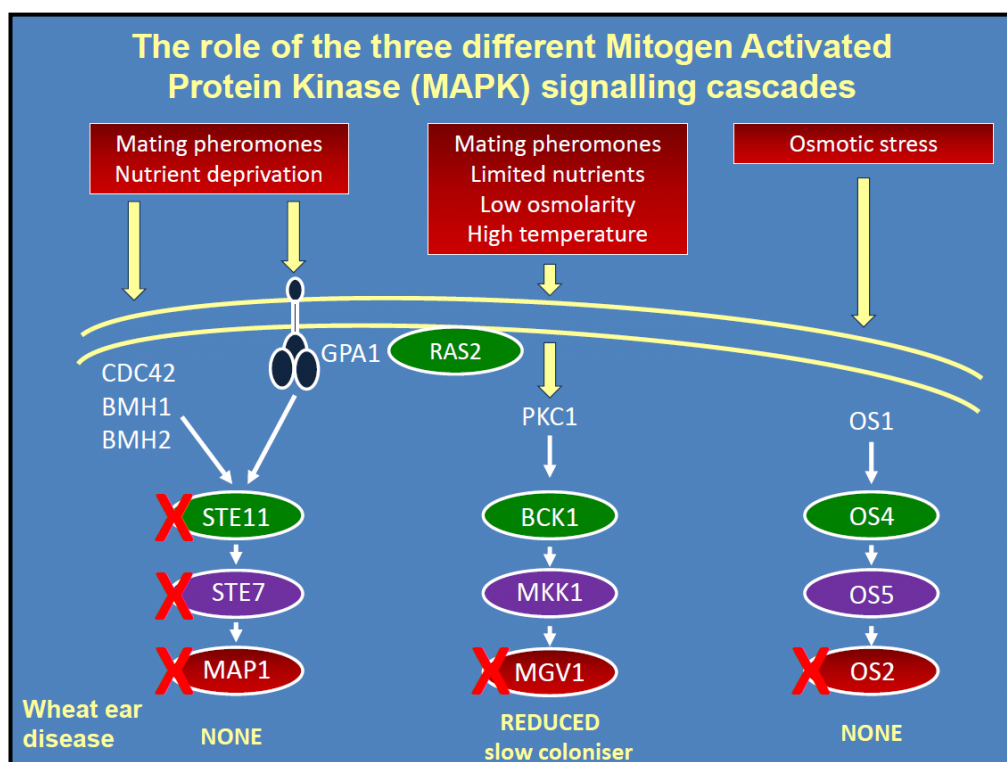 The role of the three different Mitogen Activated
Protein Kinase (MAPK) signalling cascades
Mating pheromones
Nutrient deprivation
Mating pheromones
Limited nutrients
Low osmolarity
High temperature
Osmotic stress
GPA1
RAS2
CDC42
BMH1
BMH2
PKC1
OS1
STE11
BCK1
OS4
STE7
MKK1
OS5
MAP1
MGV1
OS2
Wheat ear
disease
NONE
REDUCED
slow coloniser
NONE